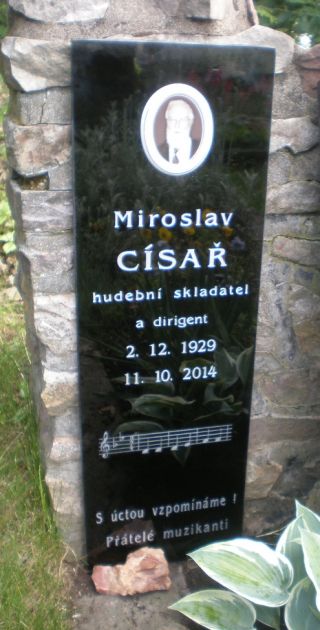 Miroslav
CÍSAŘ
hudební skladatel
a dirigent
2. 12. 1929
11. 10. 2014
S úctou vzpomínáme !
Přátelé muzikanti